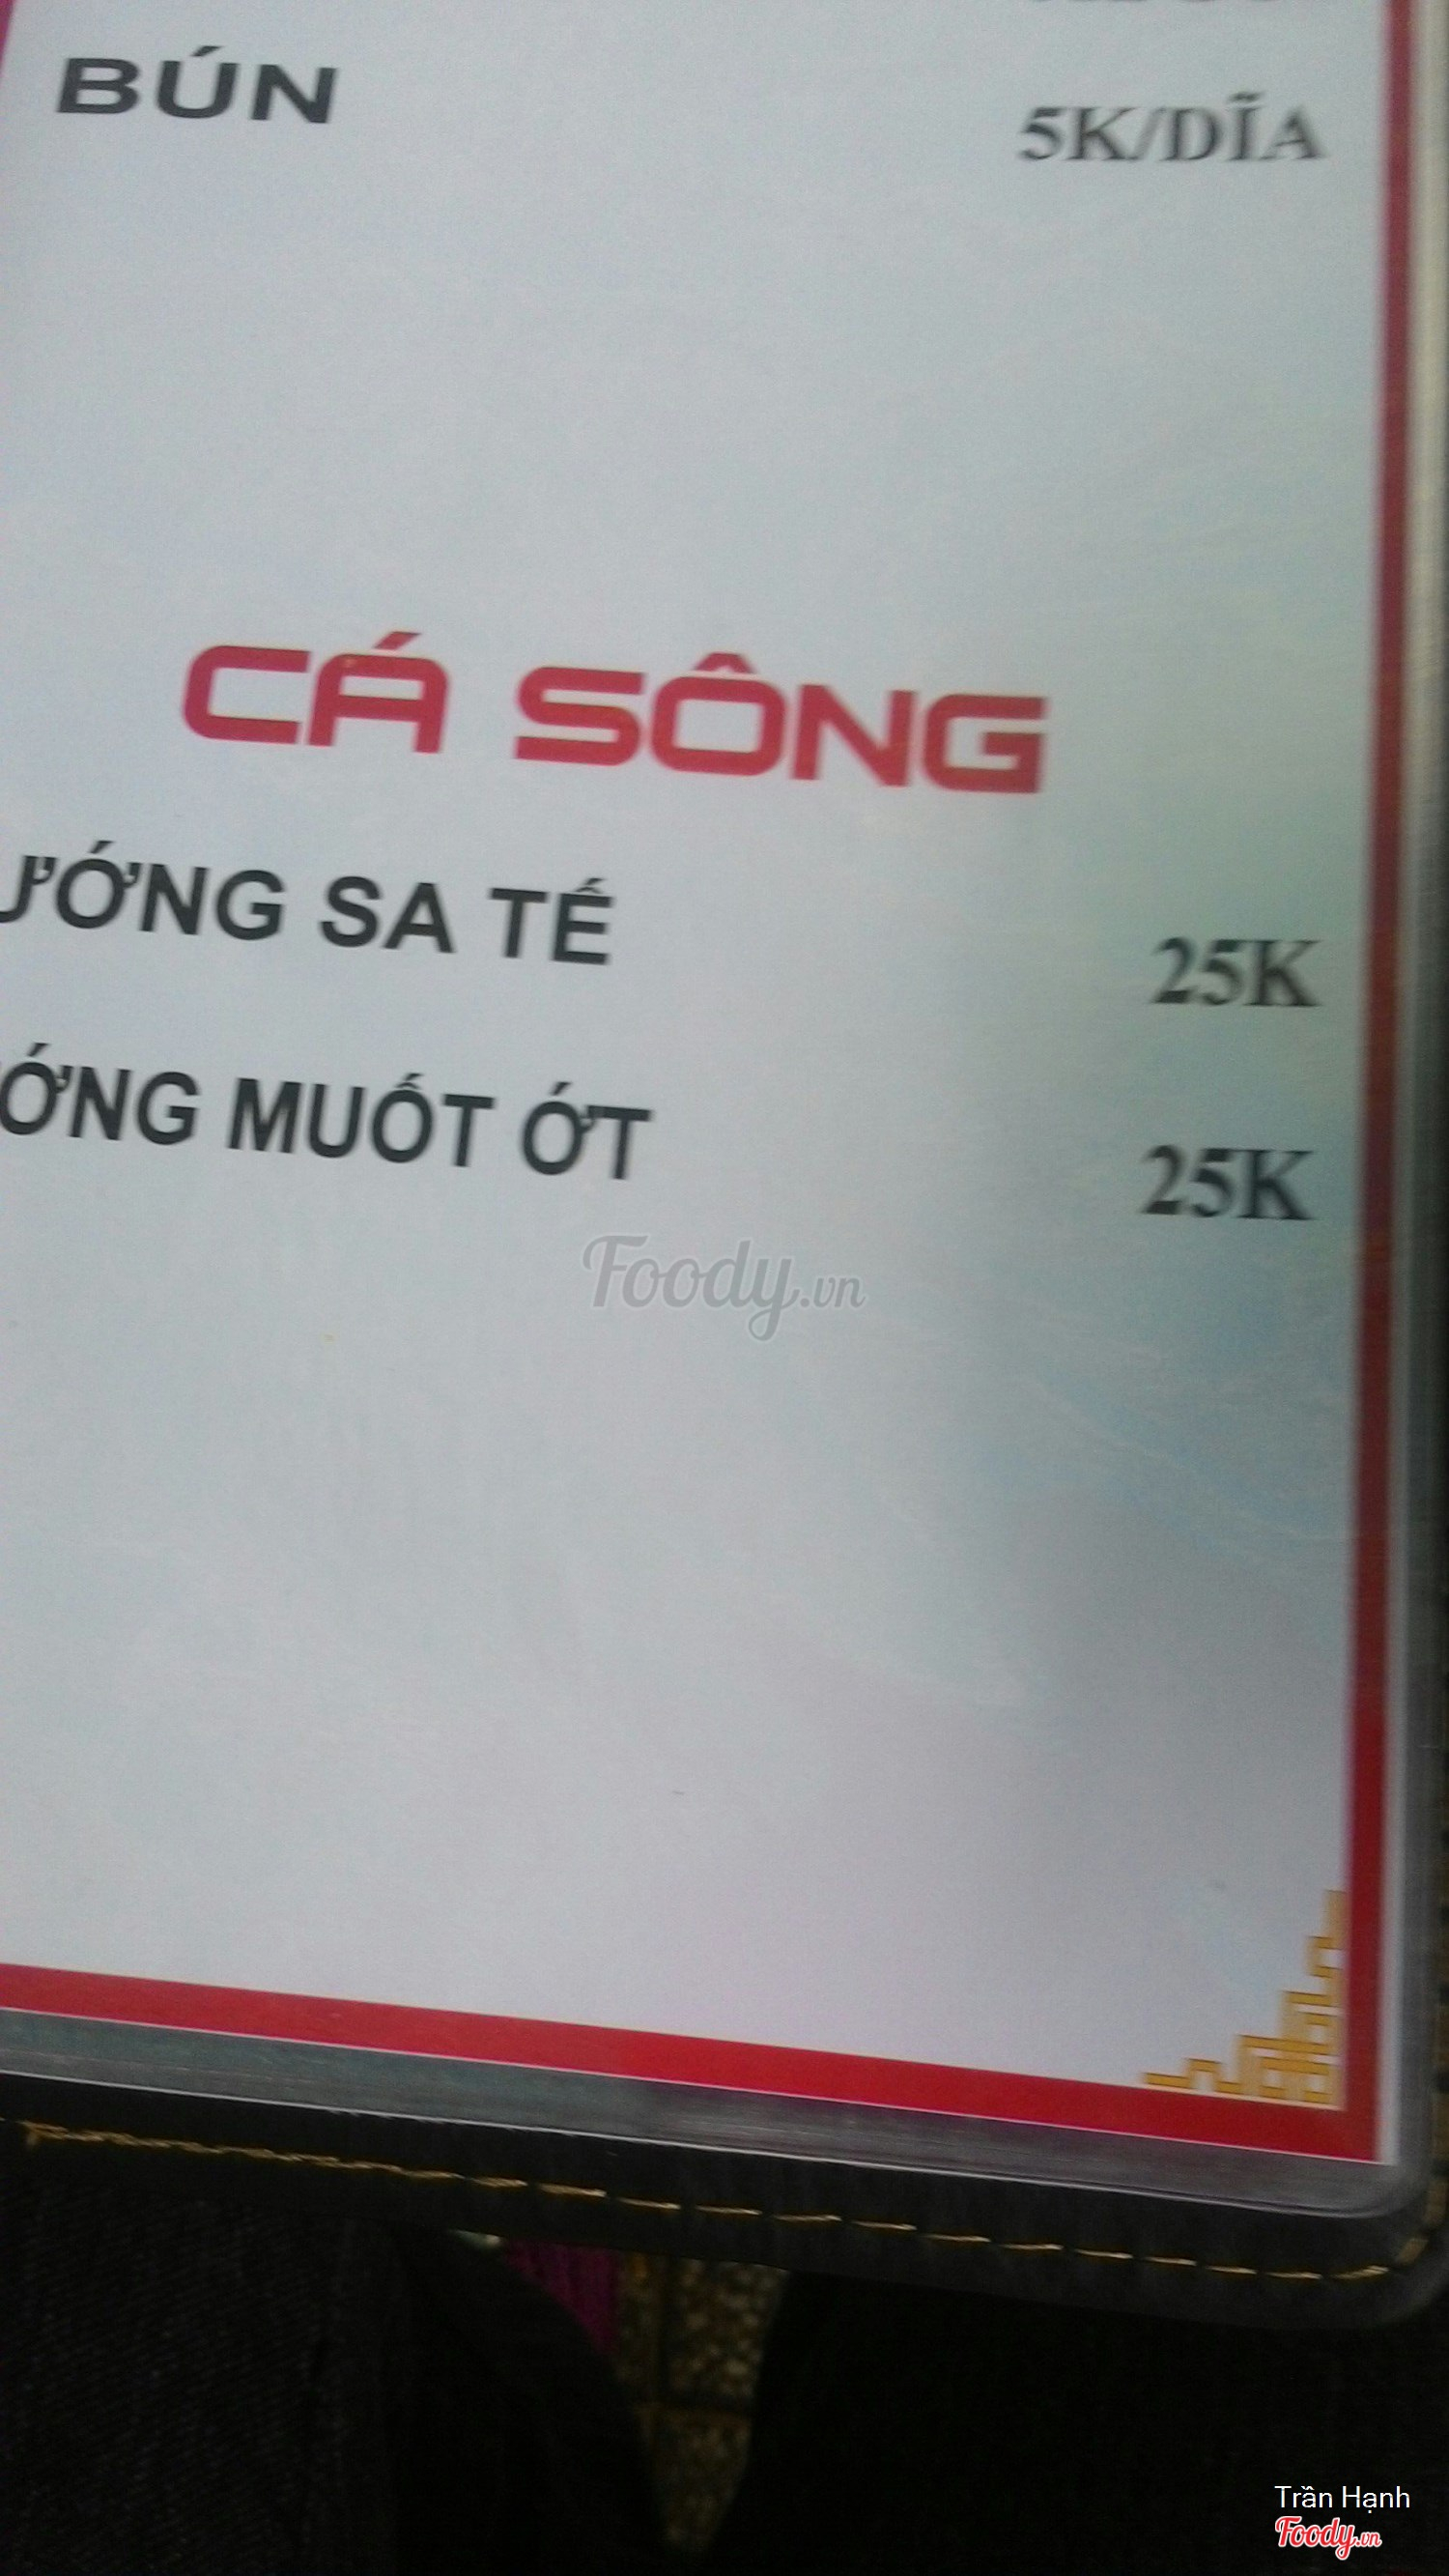 BÚN 5K/DĨA
CÁ SÔNG
ƯỚNG SA TẾ 25K
ỚNG MUỐT ỚT 25K
Foody.vn
Trần Hạnh
Foody.vn